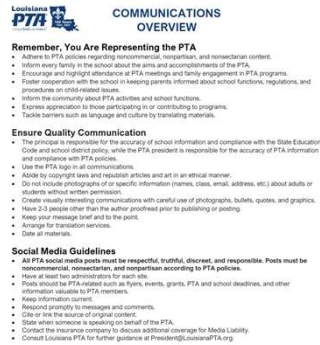 Louisiana
PTA
COMMUNICATIONS
OVERVIEW
Remember, You Are Representing the PTA
• Adhere to PTA policies regarding noncommercial, nonpartisan, and nonsectarian content.
• Inform every family in the school about the aims and accomplishments of the PTA.
• Encourage and highlight attendance at PTA meetings and family engagement in PTA programs.
• Foster cooperation with the school in keeping parents informed about school functions, regulations, and
procedures on child-related issues.
• Inform the community about PTA activities and school functions.
• Express appreciation to those participating in or contributing to programs.
• Tackle barriers such as language and culture by translating materials.
Ensure Quality Communication
• The principal is responsible for the accuracy of school information and compliance with the State Education
Code and school district policy, while the PTA president is responsible for the accuracy of PTA information
and compliance with PTA policies.
• Use the PTA logo in all communications.
• Abide by copyright laws and republish articles and art in an ethical manner.
• Do not include photographs of or specific information (names, class, email, address, etc.) about adults or
students without written permission.
• Create visually interesting communications with careful use of photographs, bullets, quotes, and graphics.
• Have 2-3 people other than the author proofread prior to publishing or posting.
• Keep your message brief and to the point.
• Arrange for translation services.
• Date all materials.
Social Media Guidelines
• All PTA social media posts must be respectful, truthful, discreet, and responsible. Posts must be
noncommercial, nonsectarian, and nonpartisan according to PTA policies.
• Have at least two administrators for each site.
• Posts should be PTA-related such as flyers, events, grants, PTA and school deadlines, and other
information valuable to PTA members.
• Keep information current.
• Respond promptly to messages and comments.
• Cite or link the source of original content.
• State when someone is speaking on behalf of the PTA.
• Contact the insurance company to discuss additional coverage for Media Liability.
• Consult Louisiana PTA for further guidance at President@LouisianaPTA.org.